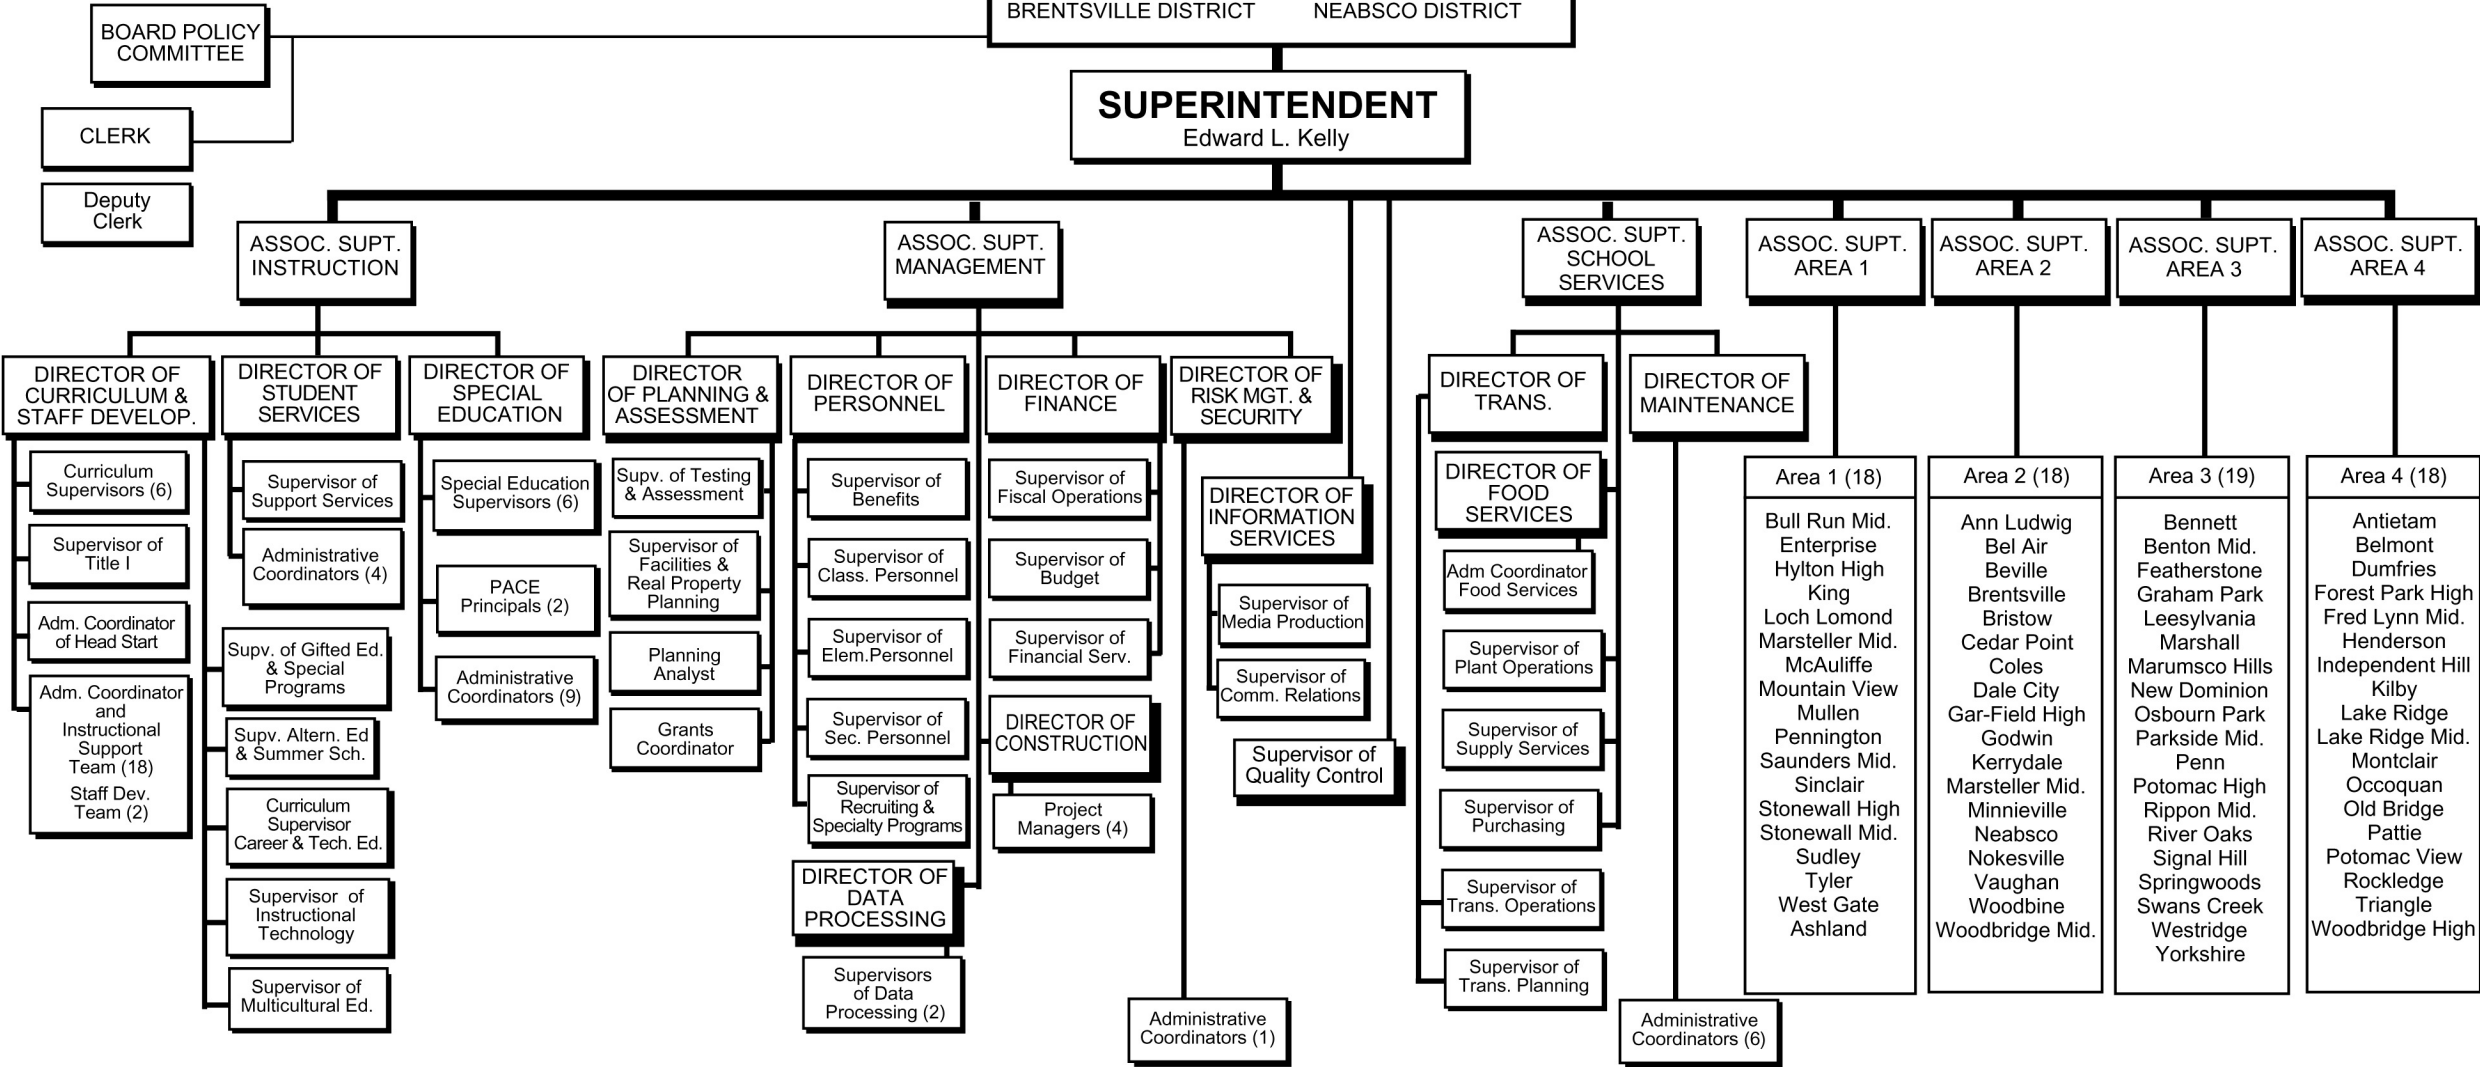 BRENTSVILLE DISTRICT NEABSCO DISTRICT
BOARD POLICY
COMMITTEE
CLERK
Deputy
Clerk
SUPERINTENDENT
Edward L. Kelly
ASSOC. SUPT.
INSTRUCTION
ASSOC. SUPT.
MANAGEMENT
ASSOC. SUPT.
SCHOOL
SERVICES
ASSOC. SUPT.
AREA 1
ASSOC. SUPT.
AREA 2
ASSOC. SUPT.
AREA 3
ASSOC. SUPT.
AREA 4
DIRECTOR OF
CURRICULUM &
STAFF DEVELOP.
Curriculum
Supervisors (6)
Supervisor of
Title I
Adm. Coordinator
of Head Start
Adm. Coordinator
and
Instructional
Support
Team (18)
Staff Dev.
Team (2)
DIRECTOR OF
STUDENT
SERVICES
Supervisor of
Support Services
Administrative
Coordinators (4)
Supv. of Gifted Ed.
& Special
Programs
Supv. Altern. Ed
& Summer Sch.
Curriculum
Supervisor
Career & Tech. Ed.
Supervisor of
Instructional
Technology
Supervisor of
Multicultural Ed.
DIRECTOR OF
SPECIAL
EDUCATION
Special Education
Supervisors (6)
PACE
Principals (2)
Administrative
Coordinators (9)
DIRECTOR
OF PLANNING &
ASSESSMENT
Supv. of Testing
& Assessment
Supervisor of
Facilities &
Real Property
Planning
Planning
Analyst
Grants
Coordinator
DIRECTOR OF
PERSONNEL
Supervisor of
Benefits
Supervisor of
Class. Personnel
Supervisor of
Elem.Personnel
Supervisor of
Sec. Personnel
Supervisor of
Recruiting &
Specialty Programs
DIRECTOR OF
DATA
PROCESSING
Supervisors
of Data
Processing (2)
DIRECTOR OF
FINANCE
Supervisor of
Fiscal Operations
Supervisor of
Budget
Supervisor of
Financial Serv.
DIRECTOR OF
CONSTRUCTION
Project
Managers (4)
DIRECTOR OF
RISK MGT. &
SECURITY
Administrative
Coordinators (1)
DIRECTOR OF
INFORMATION
SERVICES
Supervisor of
Media Production
Supervisor of
Comm. Relations
Supervisor of
Quality Control
DIRECTOR OF
TRANS.
DIRECTOR OF
FOOD
SERVICES
Adm Coordinator
Food Services
Supervisor of
Plant Operations
Supervisor of
Supply Services
Supervisor of
Purchasing
Supervisor of
Trans. Operations
Supervisor of
Trans. Planning
DIRECTOR OF
MAINTENANCE
Administrative
Coordinators (6)
Area 1 (18)
Bull Run Mid.
Enterprise
Hylton High
King
Loch Lomond
Marsteller Mid.
McAuliffe
Mountain View
Mullen
Pennington
Saunders Mid.
Sinclair
Stonewall High
Stonewall Mid.
Sudley
Tyler
West Gate
Ashland
Area 2 (18)
Ann Ludwig
Bel Air
Beville
Brentsville
Bristow
Cedar Point
Coles
Dale City
Gar-Field High
Godwin
Kerrydale
Marsteller Mid.
Minnieville
Neabsco
Nokesville
Vaughan
Woodbine
Woodbridge Mid.
Area 3 (19)
Bennett
Benton Mid.
Featherstone
Graham Park
Leesylvania
Marshall
Marumsco Hills
New Dominion
Osbourn Park
Parkside Mid.
Penn
Potomac High
Rippon Mid.
River Oaks
Signal Hill
Springwoods
Swans Creek
Westridge
Yorkshire
Area 4 (18)
Antietam
Belmont
Dumfries
Forest Park High
Fred Lynn Mid.
Henderson
Independent Hill
Kilby
Lake Ridge
Lake Ridge Mid.
Montclair
Occoquan
Old Bridge
Pattie
Potomac View
Rockledge
Triangle
Woodbridge High